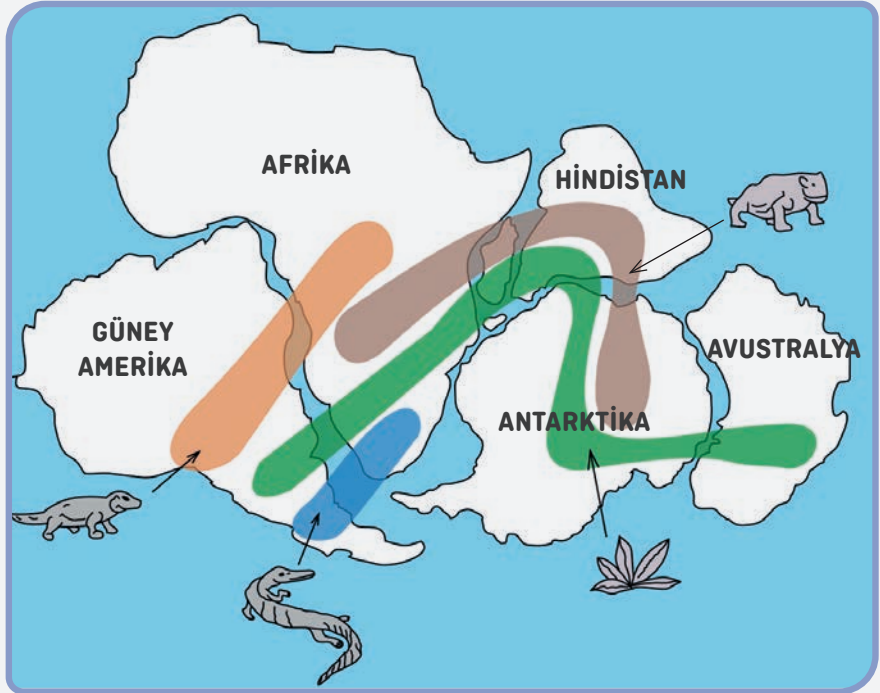 AFRİKA
HİNDİSTAN
GÜNEY
AMERİKA
AVUSTRALYA
ANTARKTİKA